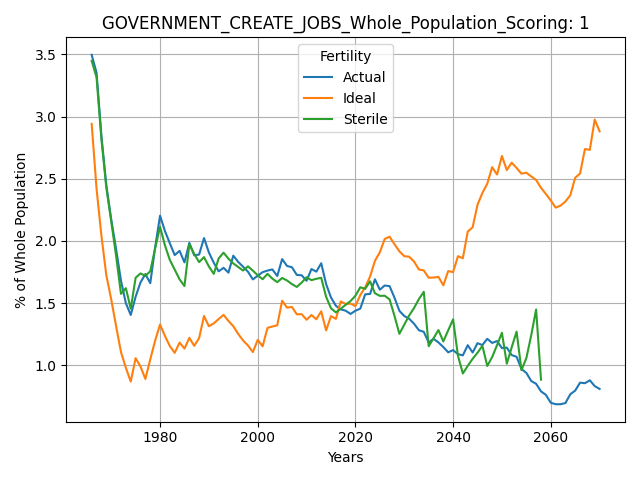 GOVERNMENT_CREATE_JOBS_Whole_Population_Scoring: 1
Fertility
Actual
Ideal
Sterile
% of Whole Population
3.5
3.0
2.5
2.0
1.5
1.0
1980
2000
2020
2040
2060
Years